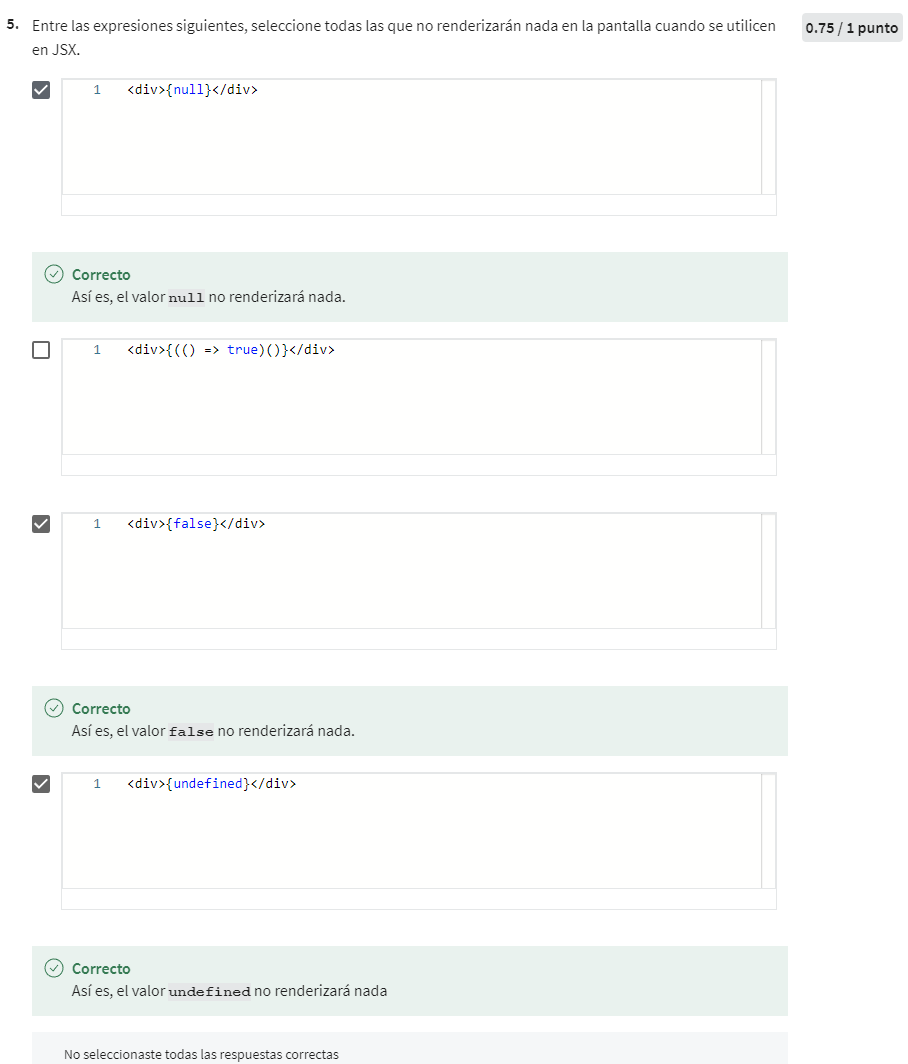 5. Entre las expresiones siguientes, seleccione todas las que no renderizarán nada en la pantalla cuando se utilicen
en JSX.
0.75 / 1 punto
1 <div>{null}</div>
Correcto
Así es, el valor null no renderizará nada.
1 <div>{(() => true)()}</div>
1 <div>{false}</div>
Correcto
Así es, el valor false no renderizará nada.
1 <div>{undefined}</div>
Correcto
Así es, el valor undefined no renderizará nada
No seleccionaste todas las respuestas correctas